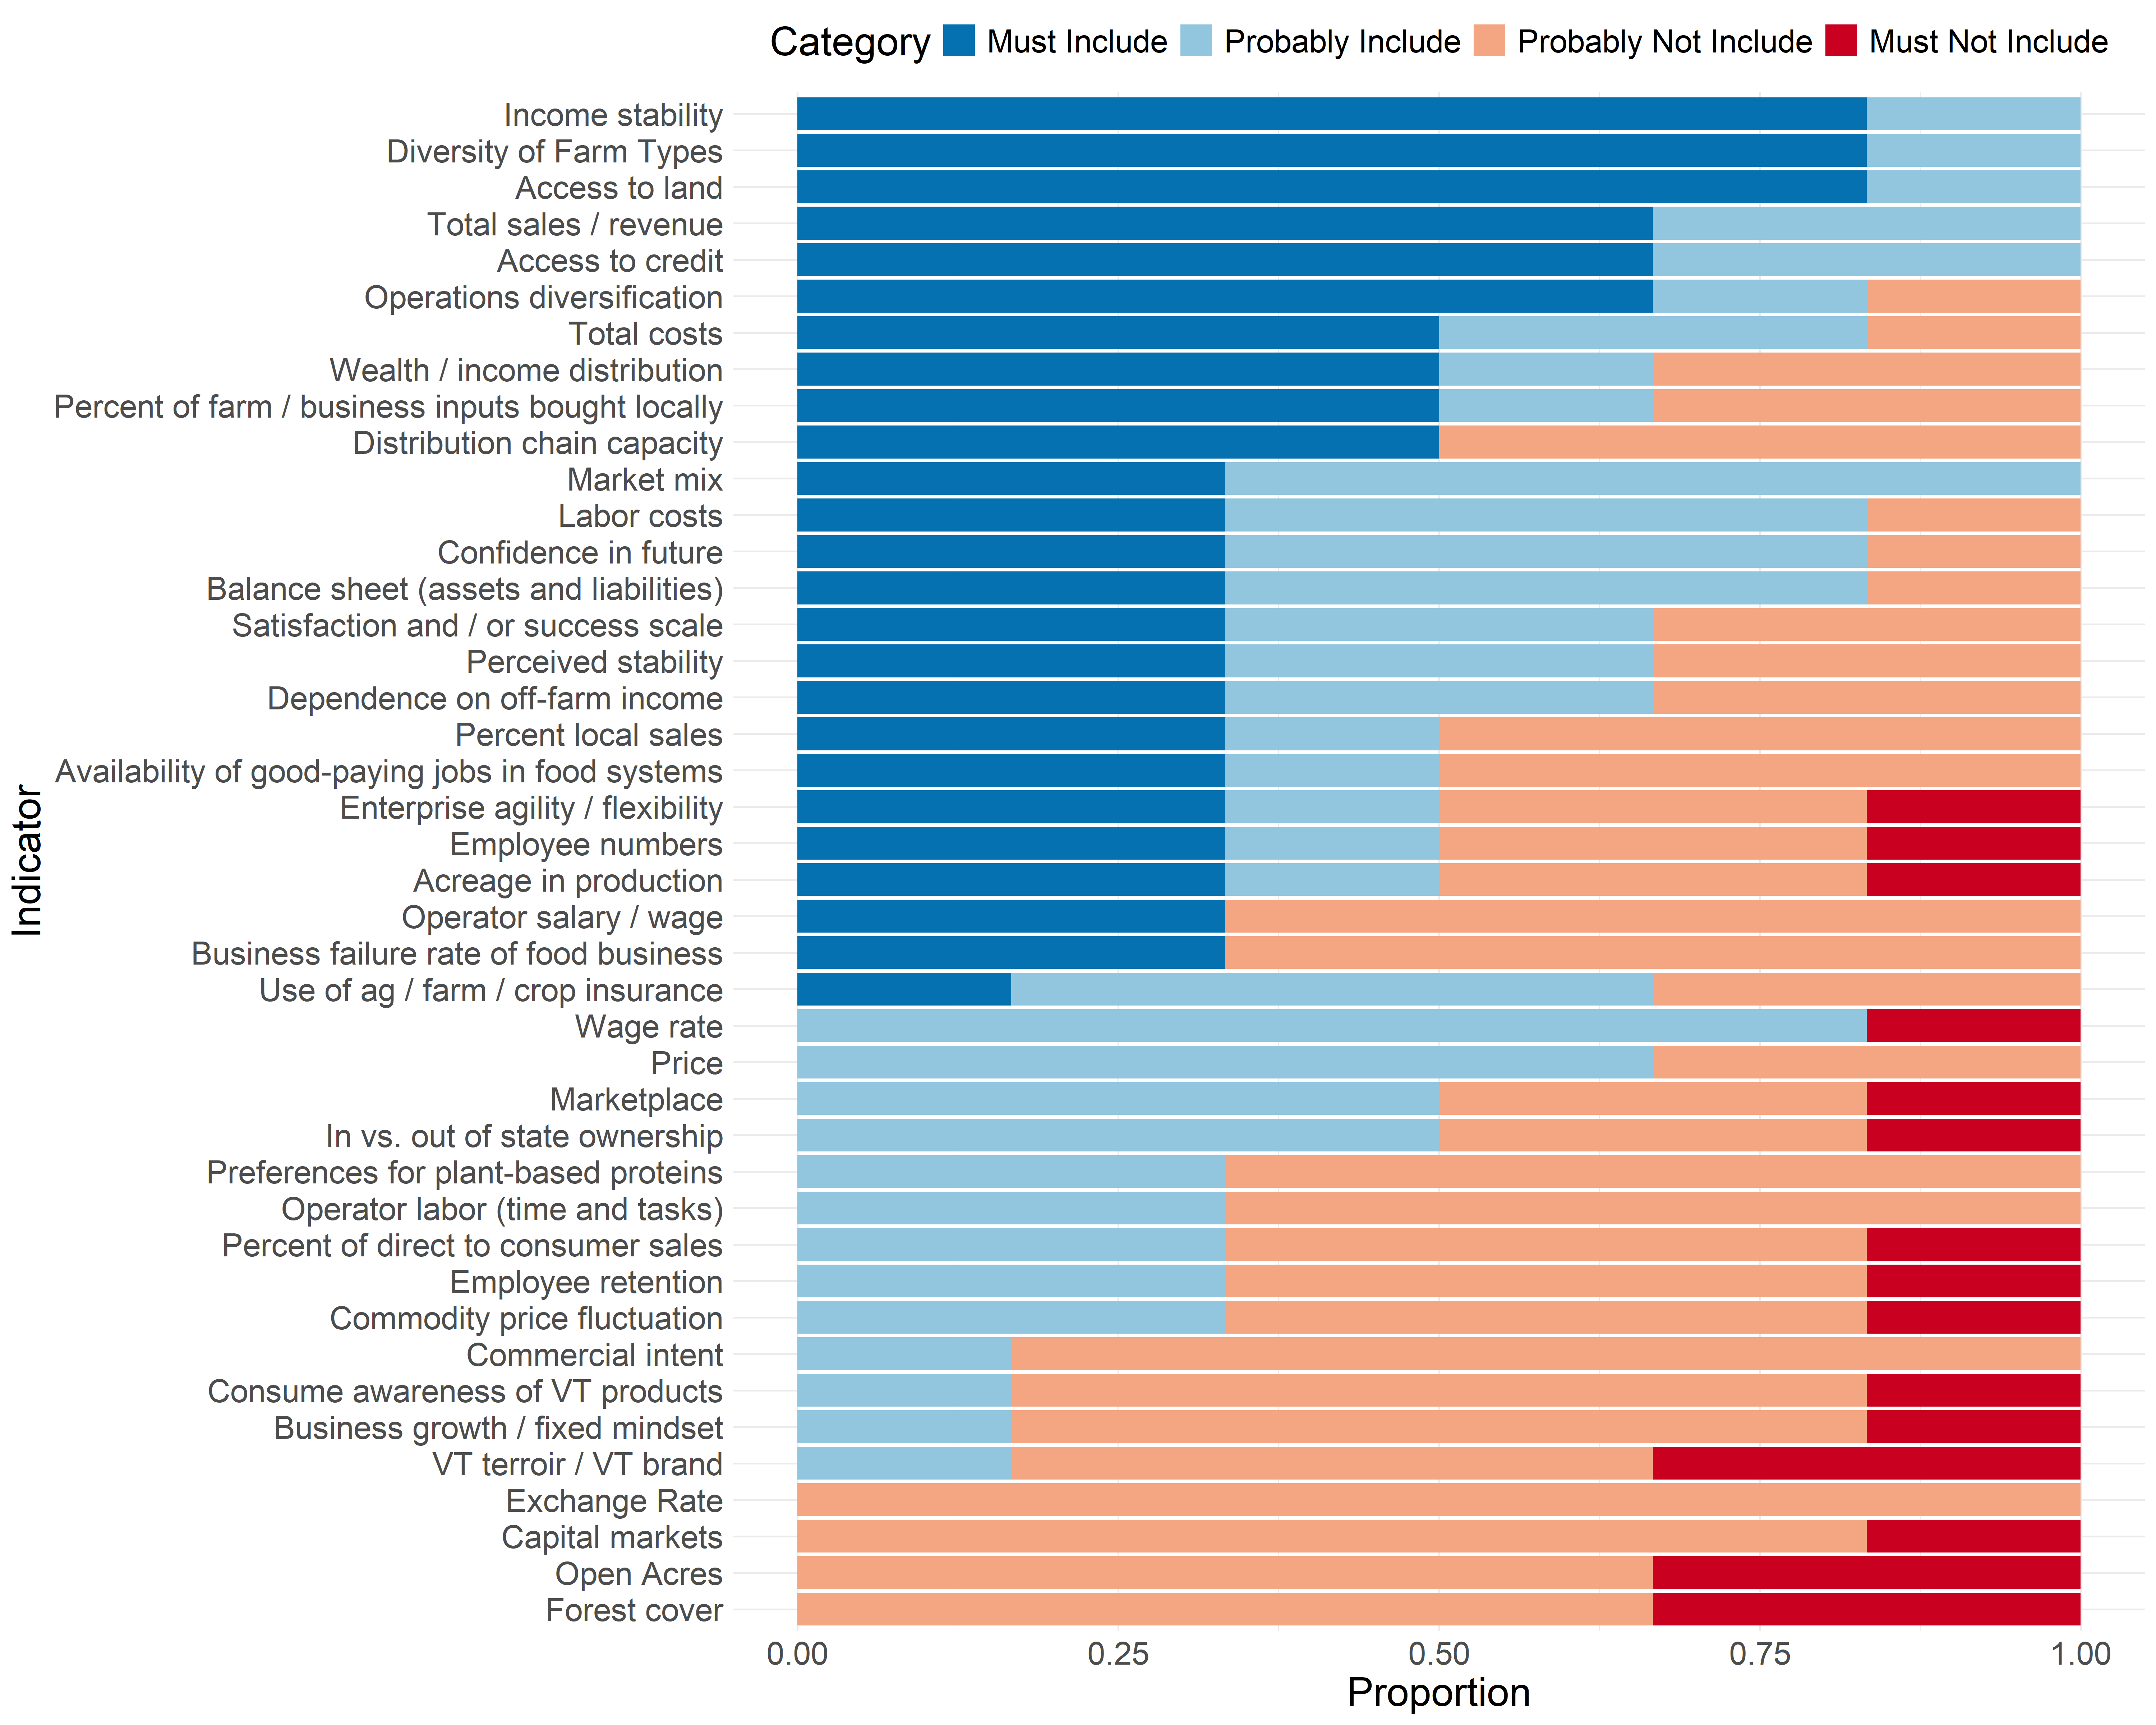 Category Must Include Probably Include Probably Not Include Must Not Include
Income stability
Diversity of Farm Types
Access to land
Total sales / revenue
Access to credit
Operations diversification
Total costs
Wealth / income distribution
Percent of farm / business inputs bought locally
Distribution chain capacity
Market mix
Labor costs
Confidence in future
Balance sheet (assets and liabilities)
Satisfaction and / or success scale
Perceived stability
Dependence on off-farm income
Percent local sales
Availability of good-paying jobs in food systems
Enterprise agility / flexibility
Employee numbers
Acreage in production
Operator salary / wage
Business failure rate of food business
Use of ag / farm / crop insurance
Wage rate
Price
Marketplace
In vs. out of state ownership
Preferences for plant-based proteins
Operator labor (time and tasks)
Percent of direct to consumer sales
Employee retention
Commodity price fluctuation
Commercial intent
Consume awareness of VT products
Business growth / fixed mindset
VT terroir / VT brand
Exchange Rate
Capital markets
Open Acres
Forest cover
Indicator
0.00 0.25 0.50 0.75 1.00
Proportion